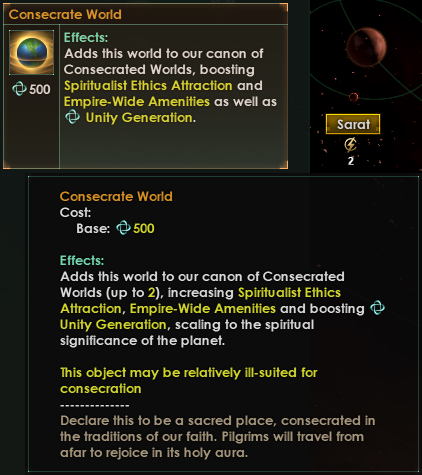 Consecrate World
Effects:
Adds this world to our canon of
Consecrated Worlds, boosting
Spiritualist Ethics Attraction and
Empire-Wide Amenities as well as
Unity Generation.
500
Sarat
2
Consecrate World
Cost:
Base: 500
Effects:
Adds this world to our canon of Consecrated
Worlds (up to 2), increasing Spiritualist Ethics
Attraction, Empire-Wide Amenities and boosting
Unity Generation, scaling to the spiritual
significance of the planet.
This object may be relatively ill-suited for
consecration
--------------
Declare this to be a sacred place, consecrated in
the traditions of our faith. Pilgrims will travel from
afar to rejoice in its holy aura.